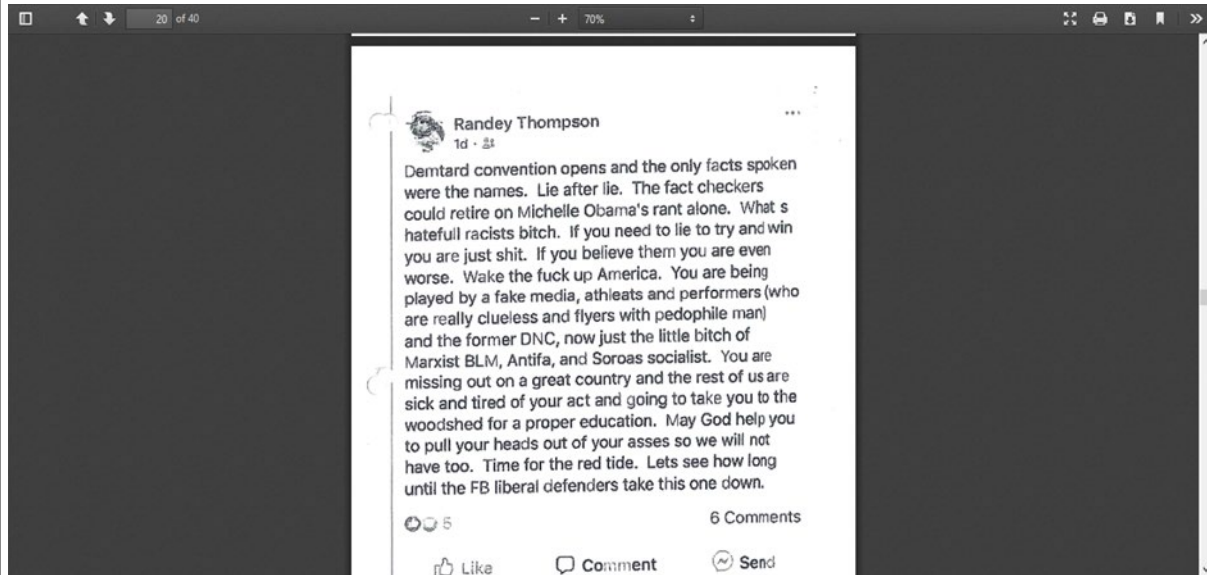 20 of 40
70%
Randey Thompson
1d ·
Demtard convention opens and the only facts spoken
were the names. Lie after lie. The fact checkers
could retire on Michelle Obama's rant alone. What s
hatefull racists bitch. If you need to lie to try and win
you are just shit. If you believe them you are even
worse. Wake the fuck up America. You are being
played by a fake media, athleats and performers (who
are really clueless and flyers with pedophile man)
and the former DNC, now just the little bitch of
Marxist BLM, Antifa, and Soroas socialist. You are
missing out on a great country and the rest of us are
sick and tired of your act and going to take you to the
woodshed for a proper education. May God help you
to pull your heads out of your asses so we will not
have too. Time for the red tide. Lets see how long
until the FB liberal defenders take this one down.
5 6 Comments
Like Comment Send